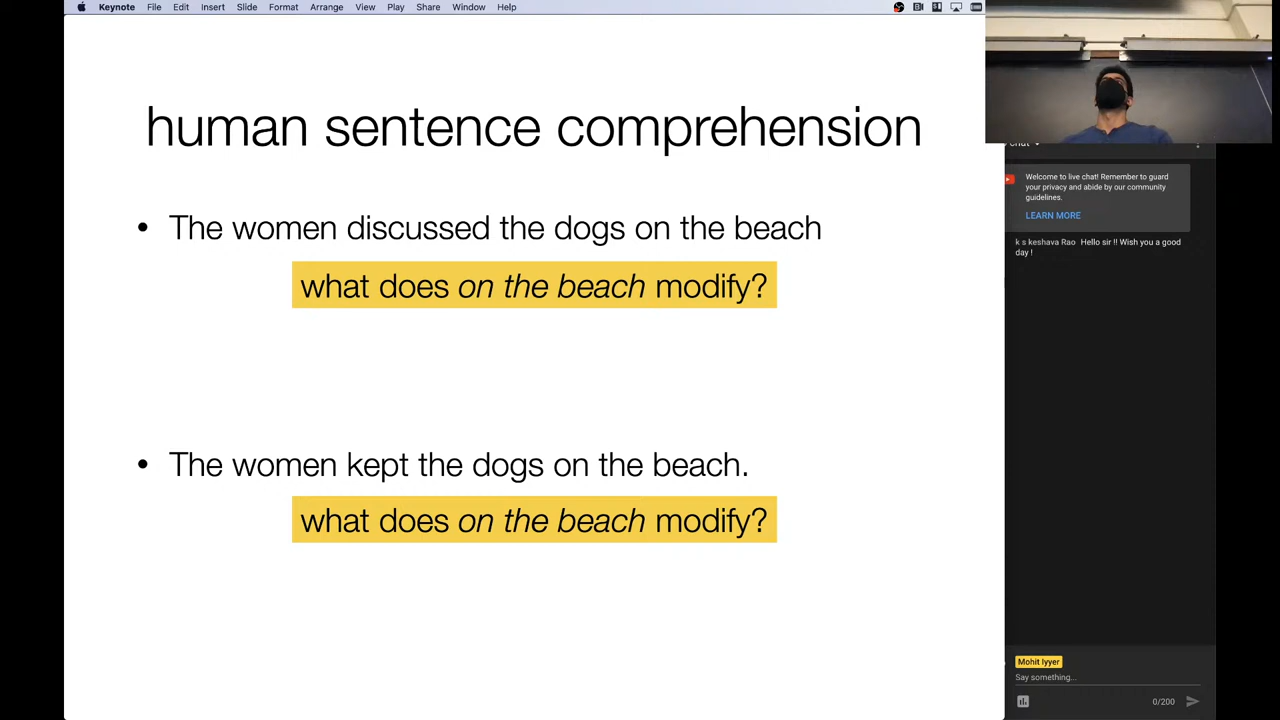 Keynote File Edit Insert Slide Format Arrange View Play Share Window Help
human sentence comprehension
• The women discussed the dogs on the beach
what does on the beach modify?
• The women kept the dogs on the beach.
what does on the beach modify?
chat
Welcome to live chat! Remember to guard
your privacy and abide by our community
guidelines.
LEARN MORE
k s keshava Rao Hello sir !! Wish you a good
day !
Mohit Iyyer
Say something...
0/200